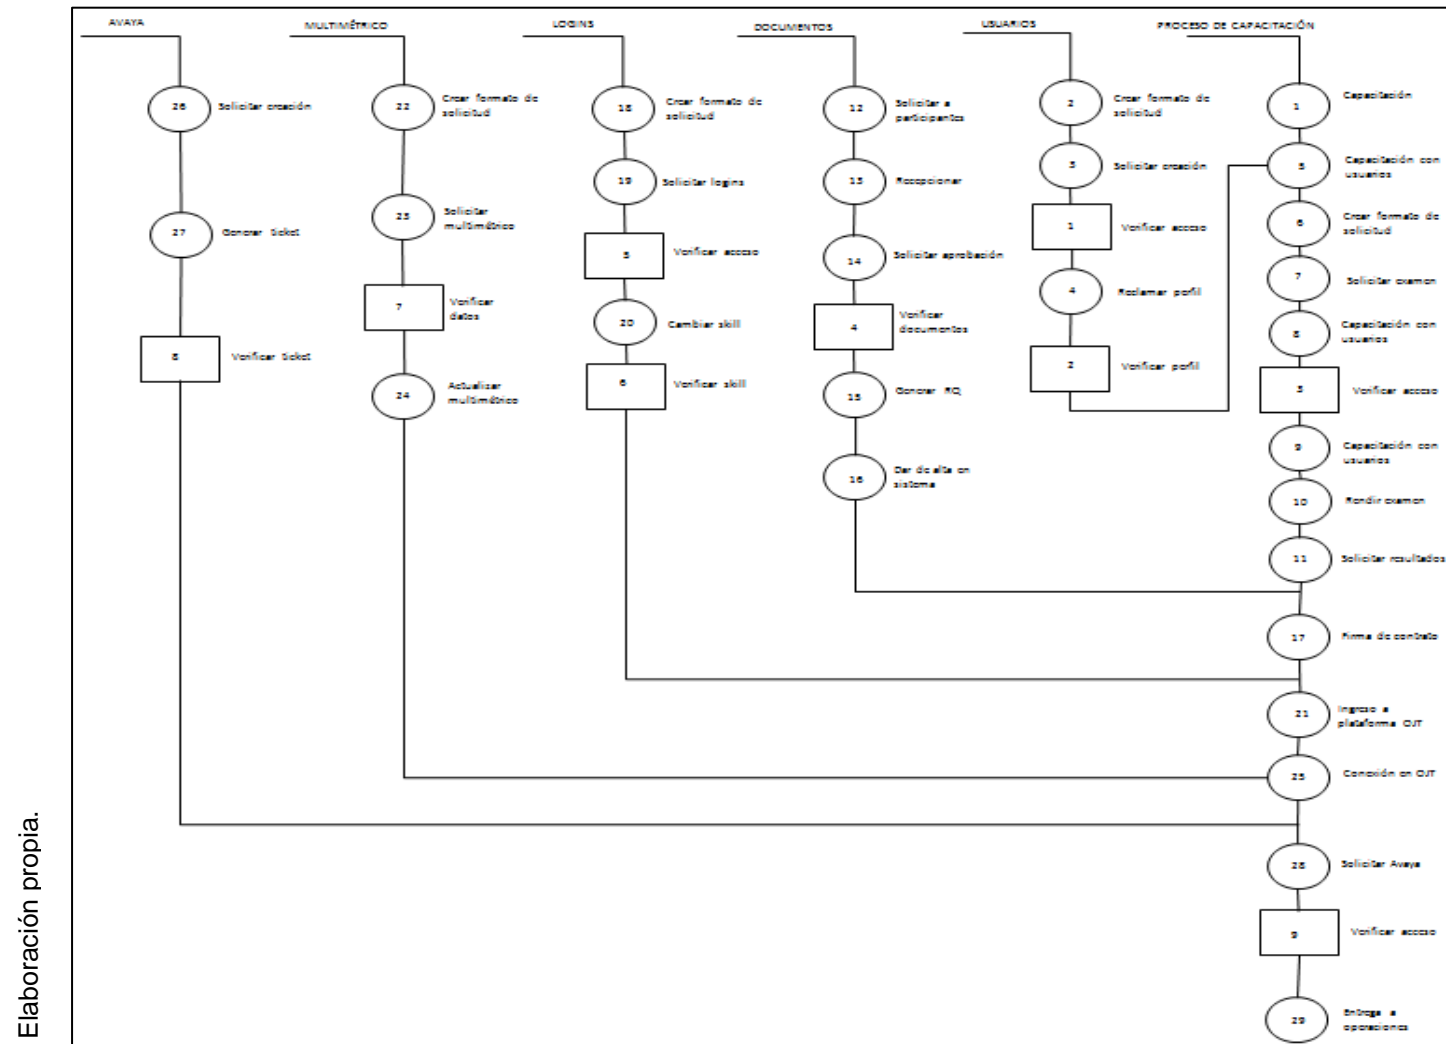 AVAYA
26
Solicitar creación
27
Generar ticket
8
Verificar ticket
MULTIMÉTRICO
22
Crear formato de
solicitud
23
Solicitar
multimétrico
7
Verificar
datos
24
Actualizar
multimétrico
LOGINS
18
Crear formato de
solicitud
19
Solicitar logins
5
Verificar acceso
20
Cambiar skill
6
Verificar skill
DOCUMENTOS
12
Solicitar a
participantes
13
Recepcionar
14
Solicitar aprobación
4
Verificar
documentos
15
Generar RQ
16
Dar de alta en
sistema
USUARIOS
2
Crear formato de
solicitud
3
Solicitar creación
1
Verificar acceso
4
Reclamar perfil
2
Verificar perfil
PROCESO DE CAPACITACIÓN
1
Capacitación
5
Capacitación con
usuarios
6
Crear formato de
solicitud
7
Solicitar examen
8
Capacitación con
usuarios
3
Verificar acceso
9
Capacitación con
usuarios
10
Rendir examen
11
Solicitar resultados
17
Firma de contrato
21
Ingreso a
plataforma OJT
25
Conexión en OJT
28
Solicitar Avaya
9
Verificar acceso
29
Entrega a
operaciones
Elaboración propia.